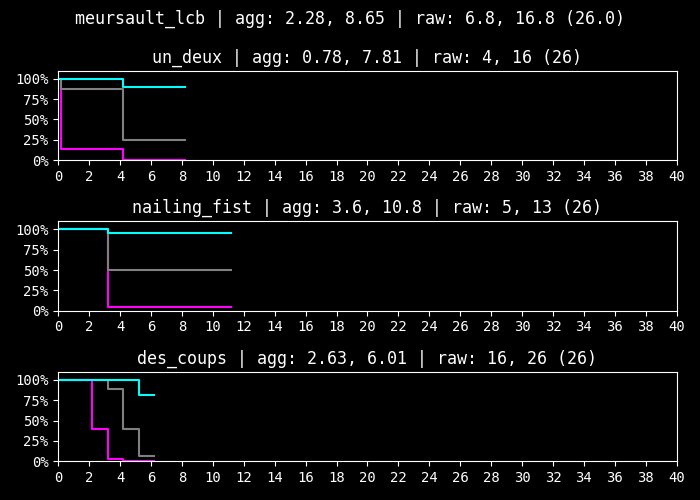 meursault_lcb | agg: 2.28, 8.65 | raw: 6.8, 16.8 (26.0)
un_deux | agg: 0.78, 7.81 | raw: 4, 16 (26)
100%
75%
50%
25%
0%
0 2 4 6 8 10 12 14 16 18 20 22 24 26 28 30 32 34 36 38 40
nailing_fist | agg: 3.6, 10.8 | raw: 5, 13 (26)
100%
75%
50%
25%
0%
0 2 4 6 8 10 12 14 16 18 20 22 24 26 28 30 32 34 36 38 40
des_coups | agg: 2.63, 6.01 | raw: 16, 26 (26)
100%
75%
50%
25%
0%
0 2 4 6 8 10 12 14 16 18 20 22 24 26 28 30 32 34 36 38 40